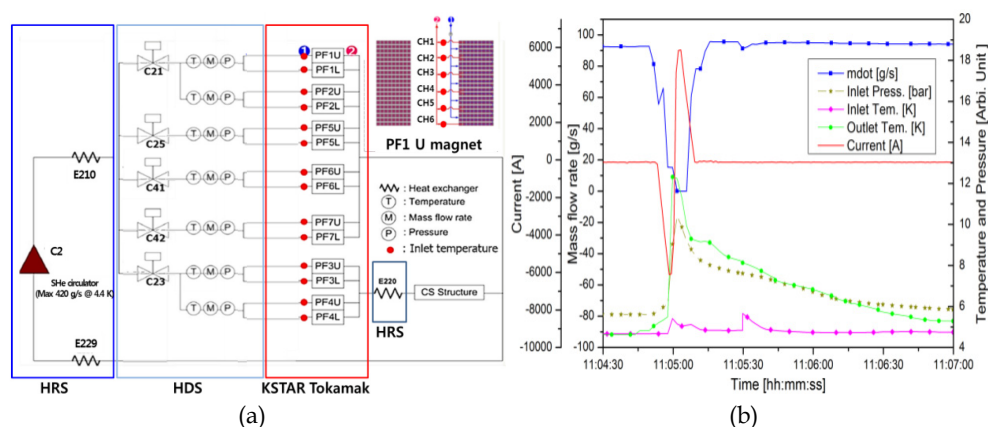 C21
T M P
PF1U
PF1L
T M P
PF2U
PF2L
C25
T M P
PF5U
PF5L
C41
T M P
PF6U
PF6L
C42
T M P
PF7U
PF7L
C23
T M P
PF3U
PF3L
T M P
PF4U
PF4L
1
2
E210
C2
SHe circulator
(Max 420 g/s @ 4.4 K)
E229
2 1
CH1
CH2
CH3
CH4
CH5
CH6
PF1 U magnet
: Heat exchanger
T : Temperature
M : Mass flow rate
P : Pressure
: Inlet temperature
E220
CS Structure
HRS
HRS
HDS
KSTAR Tokamak
(a)
Current [A]
6000
4000
2000
0
-2000
-4000
-6000
-8000
-10000
Mass flow rate [g/s]
100
80
60
40
20
0
-20
-40
-60
-80
-100
mdot [g/s]
Inlet Press. [bar]
Inlet Tem. [K]
Outlet Tem. [K]
Current [A]
Temperature and Pressure [Arbi. Unit]
20
18
16
14
12
10
8
6
4
11:04:30 11:05:00 11:05:30 11:06:00 11:06:30 11:07:00
Time [hh:mm:ss]
(b)